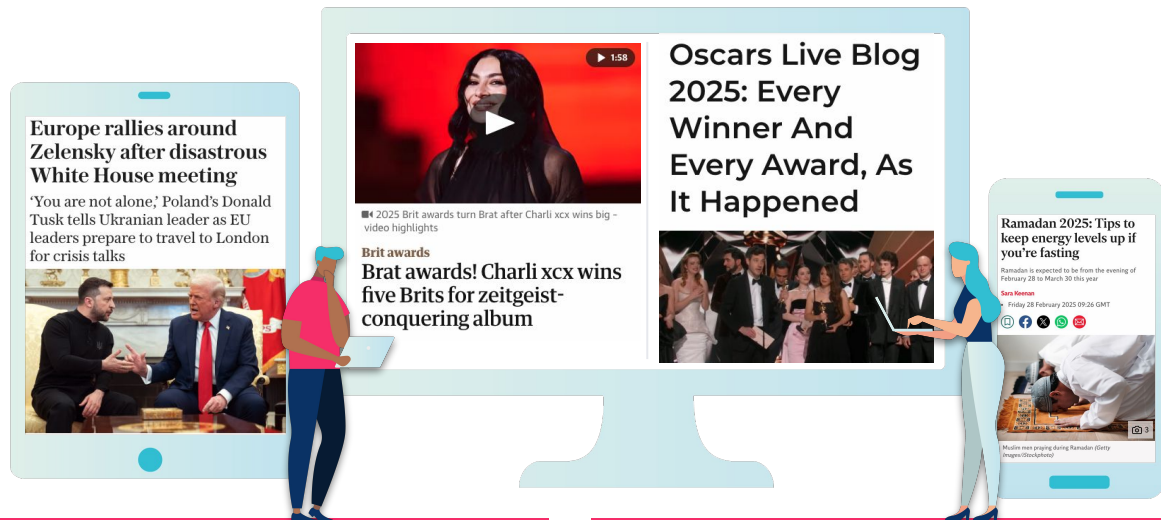 Europe rallies around
Zelensky after disastrous
White House meeting
‘You are not alone,’ Poland’s Donald
Tusk tells Ukranian leader as EU
leaders prepare to travel to London
for crisis talks
1:58
2025 Brit awards turn Brat after Charli xcx wins big –
video highlights
Brit awards
Brat awards! Charli xcx wins
five Brits for zeitgeist-
conquering album
Oscars Live Blog
2025: Every
Winner And
Every Award, As
It Happened
Ramadan 2025: Tips to
keep energy levels up if
you’re fasting
Ramadan is expected to be from the evening of
February 28 to March 30 this year
Sara Keenan
• Friday 28 February 2025 09:26 GMT
3
Muslim men praying during Ramadan (Getty
Images/iStockphoto)